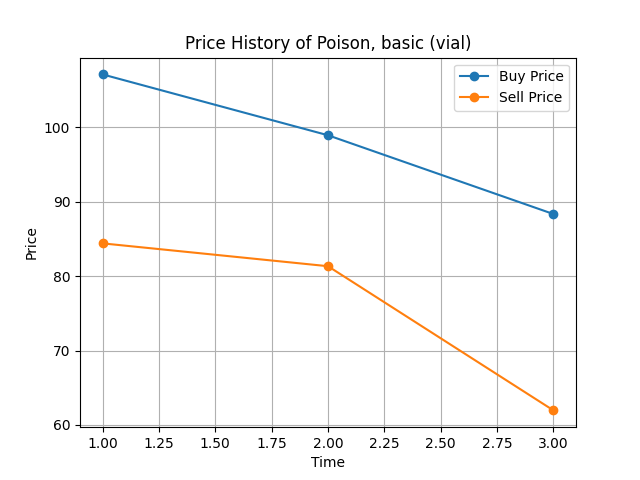 Price History of Poison, basic (vial)
Buy Price
Sell Price
100
90
80
70
60
Price
1.00 1.25 1.50 1.75 2.00 2.25 2.50 2.75 3.00
Time